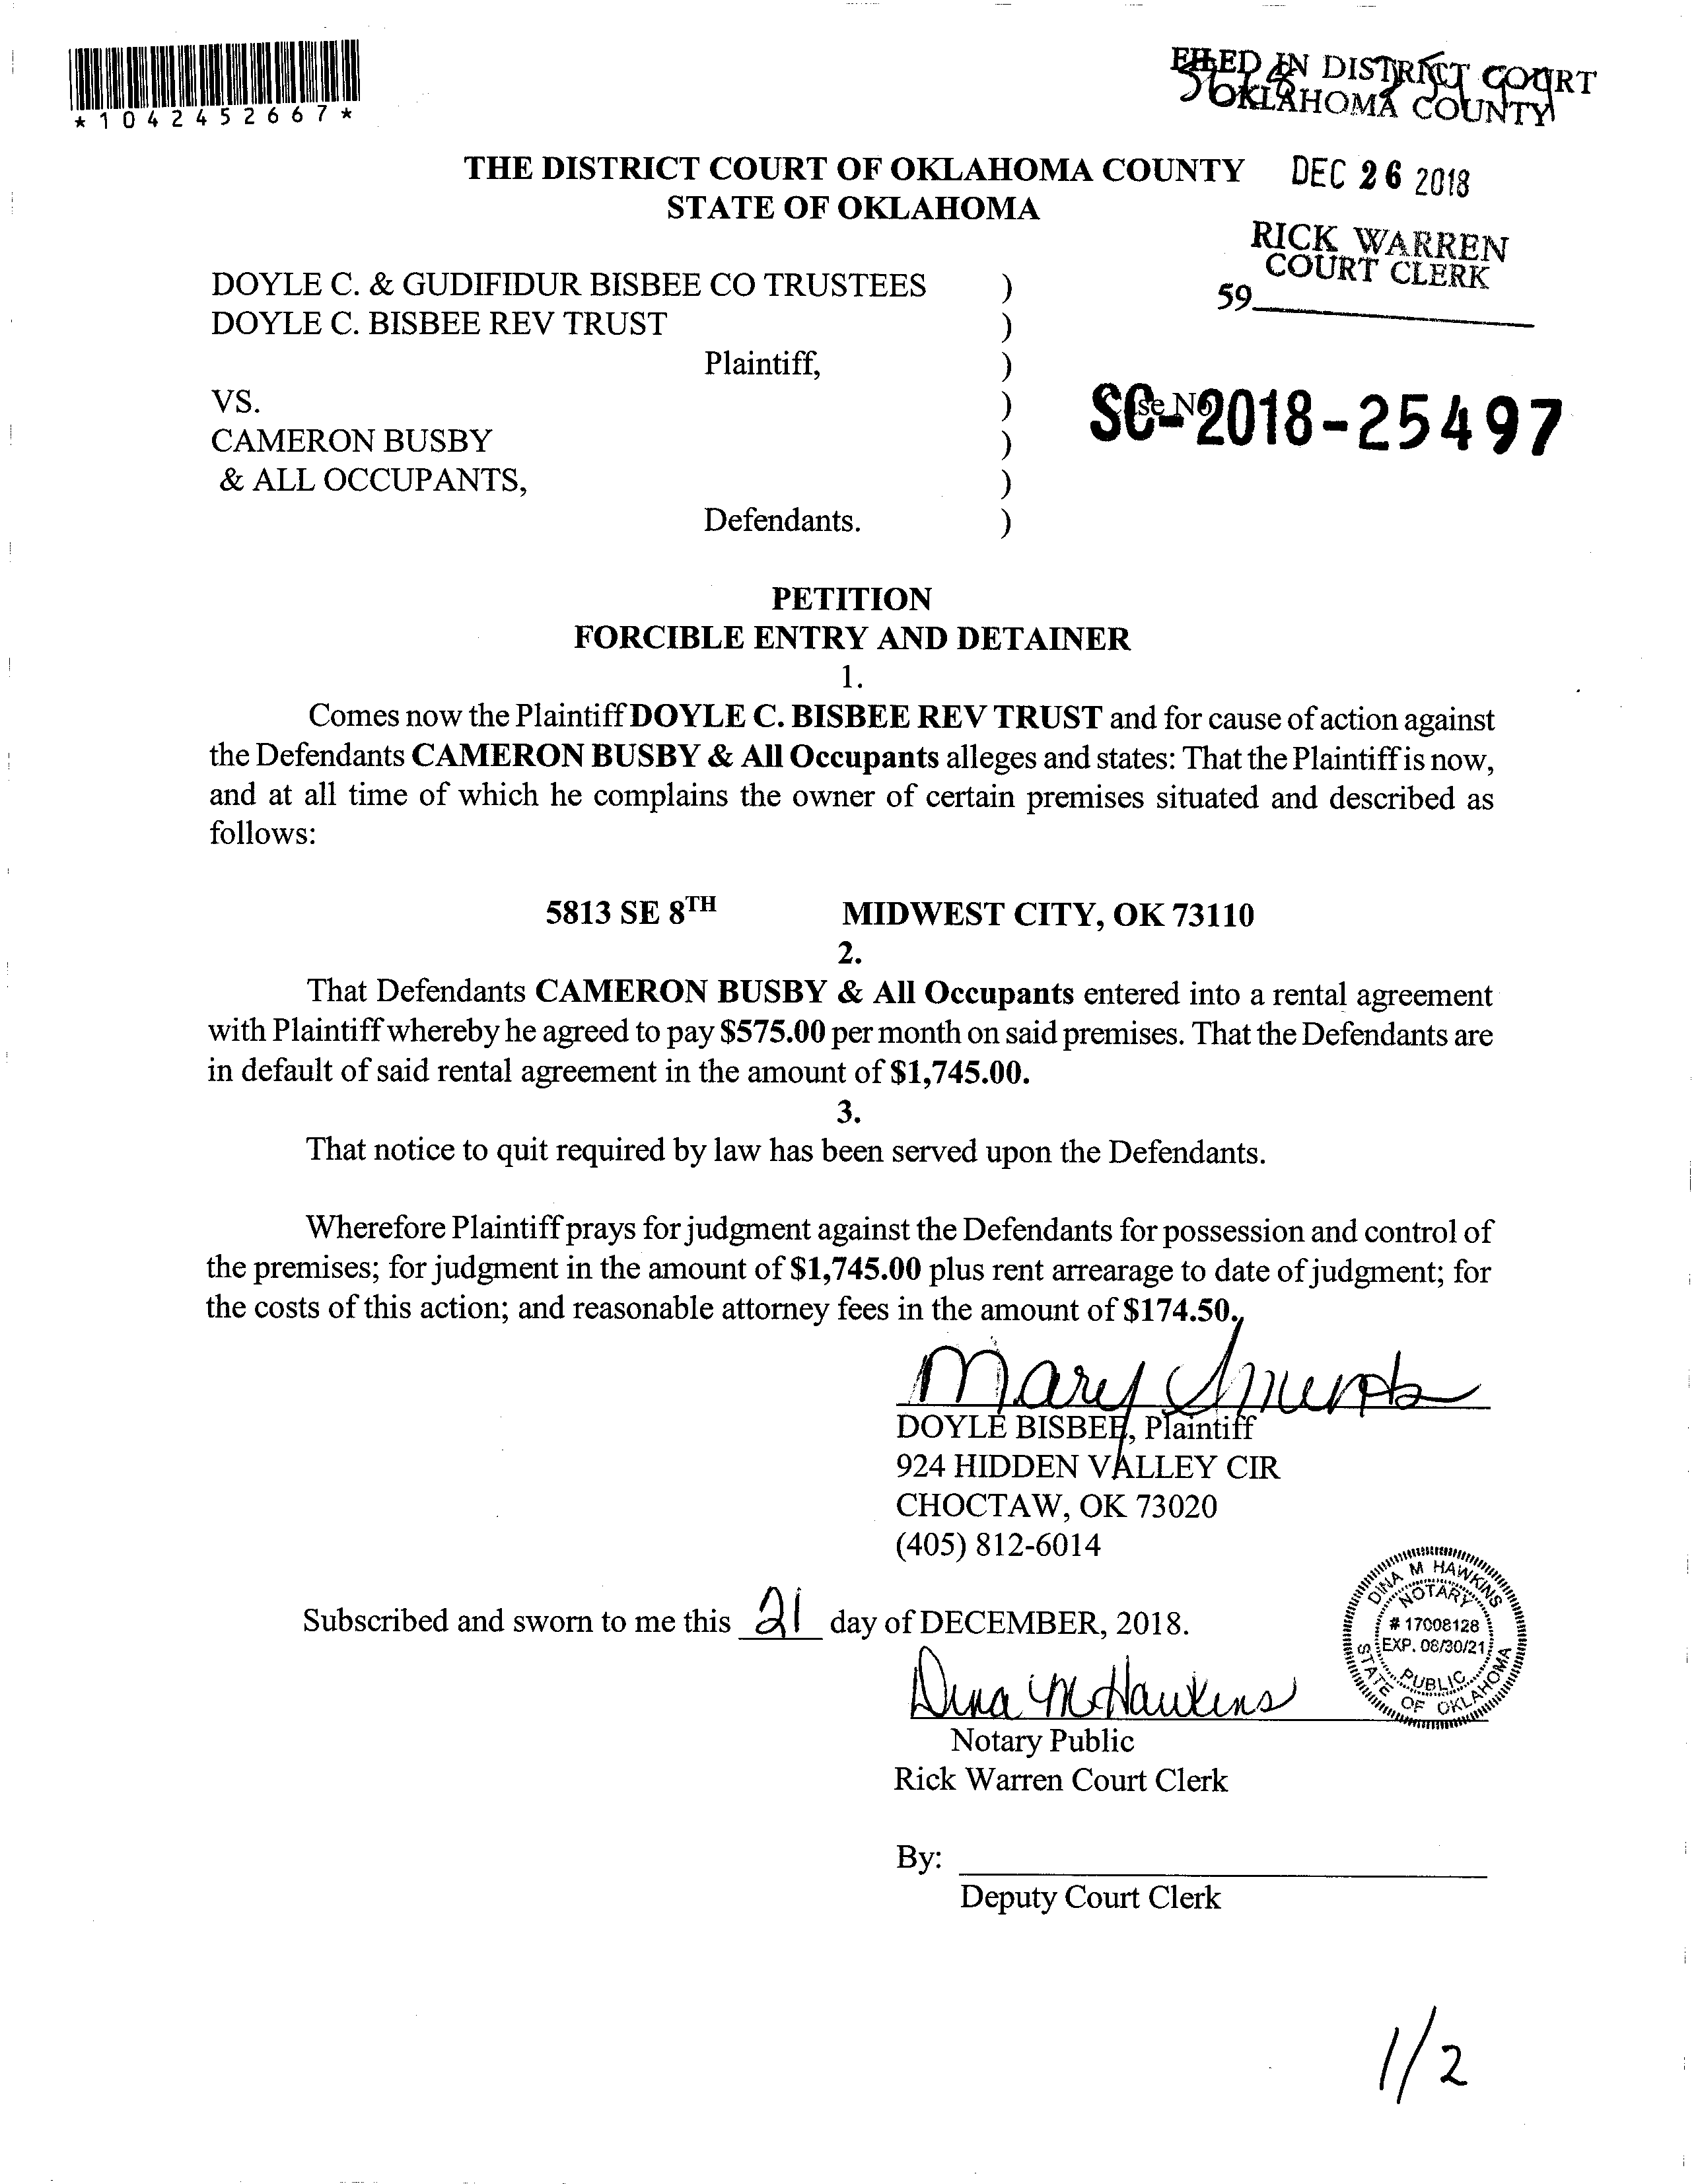 *1042452667*
FILED IN DISTRICT COURT
OKLAHOMA COUNTY
THE DISTRICT COURT OF OKLAHOMA COUNTY
STATE OF OKLAHOMA
DEC 26 2018
RICK WARREN
COURT CLERK
59
DOYLE C. & GUDIFIDUR BISBEE CO TRUSTEES )
DOYLE C. BISBEE REV TRUST )
Plaintiff, )
VS. )
CAMERON BUSBY )
& ALL OCCUPANTS, )
Defendants. )
Case No
SC-2018-25497
PETITION
FORCIBLE ENTRY AND DETAINER
1.
Comes now the Plaintiff DOYLE C. BISBEE REV TRUST and for cause of action against
the Defendants CAMERON BUSBY & All Occupants alleges and states: That the Plaintiff is now,
and at all time of which he complains the owner of certain premises situated and described as
follows:
5813 SE 8TH MIDWEST CITY, OK 73110
2.
That Defendants CAMERON BUSBY & All Occupants entered into a rental agreement
with Plaintiff whereby he agreed to pay $575.00 per month on said premises. That the Defendants are
in default of said rental agreement in the amount of $1,745.00.
3.
That notice to quit required by law has been served upon the Defendants.
Wherefore Plaintiff prays for judgment against the Defendants for possession and control of
the premises; for judgment in the amount of $1,745.00 plus rent arrearage to date of judgment; for
the costs of this action; and reasonable attorney fees in the amount of $174.50.
Mary
DOYLE BISBEE, Plaintiff
924 HIDDEN VALLEY CIR
CHOCTAW, OK 73020
(405) 812-6014
Subscribed and sworn to me this 21 day of DECEMBER, 2018.
DINA M HAWKINS
NOTARY
# 17008128
EXP. 08/30/21
PUBLIC
STATE OF OKLAHOMA
Dina M Hawkins
Notary Public
Rick Warren Court Clerk
By:
Deputy Court Clerk
1/2